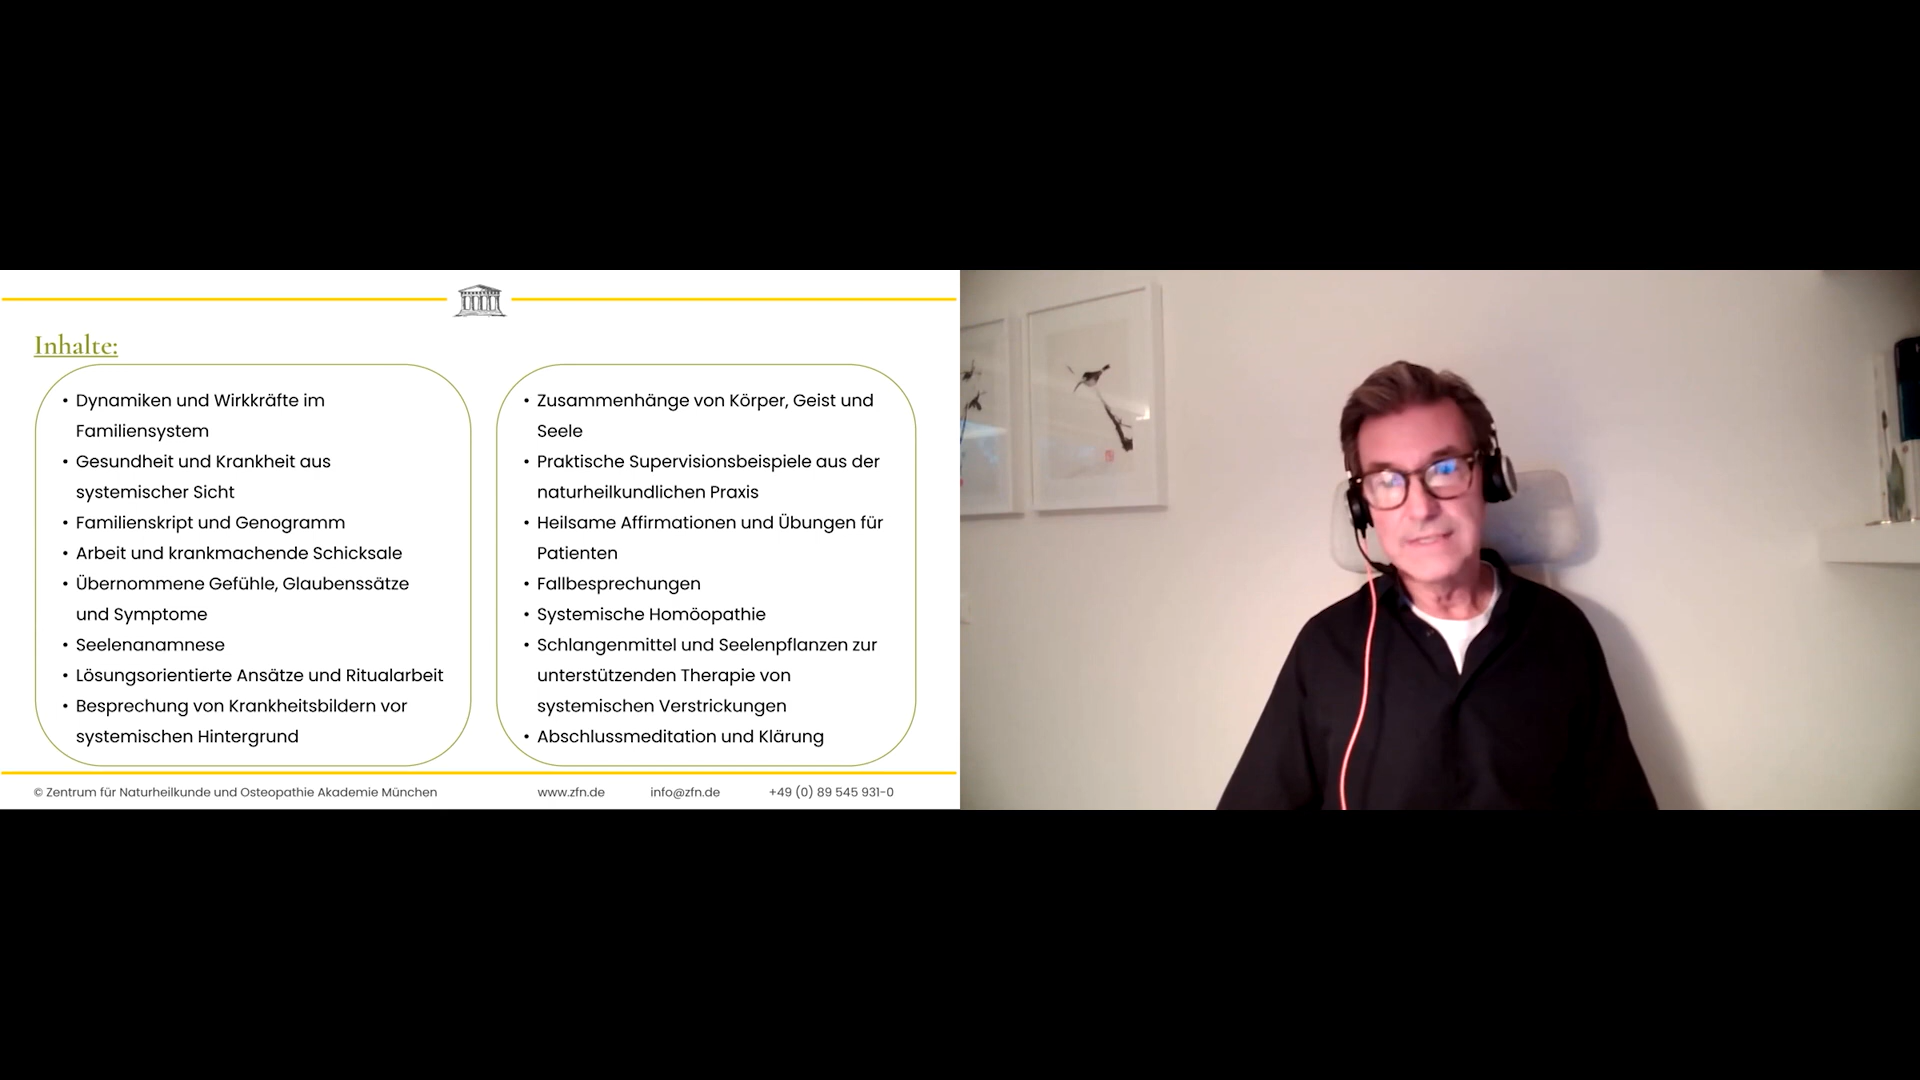 Inhalte:
• Dynamiken und Wirkkräfte im
Familiensystem
• Gesundheit und Krankheit aus
systemischer Sicht
• Familienskript und Genogramm
• Arbeit und krankmachende Schicksale
• Übernommene Gefühle, Glaubenssätze
und Symptome
• Seelenanamnese
• Lösungsorientierte Ansätze und Ritualarbeit
• Besprechung von Krankheitsbildern vor
systemischen Hintergrund
• Zusammenhänge von Körper, Geist und
Seele
• Praktische Supervisionsbeispiele aus der
naturheilkundlichen Praxis
• Heilsame Affirmationen und Übungen für
Patienten
• Fallbesprechungen
• Systemische Homöopathie
• Schlangenmittel und Seelenpflanzen zur
unterstützenden Therapie von
systemischen Verstrickungen
• Abschlussmeditation und Klärung
© Zentrum für Naturheilkunde und Osteopathie Akademie München www.zfn.de info@zfn.de +49 (0) 89 545 931-0